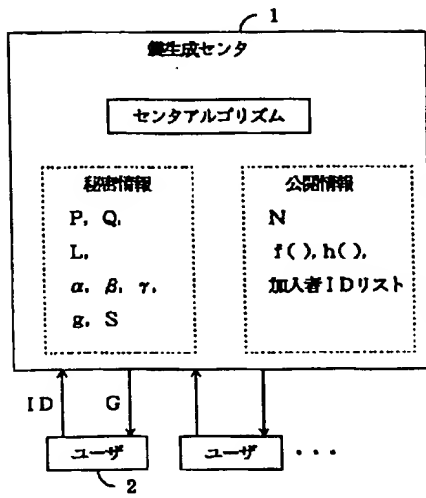 1
鍵生成センタ
センタアルゴリズム
秘密情報
P, Q,
L,
α, β, γ,
g, S
公開情報
N
f( ), h( ),
加入者IDリスト
ID
G
ユーザ
ユーザ
・・・
2